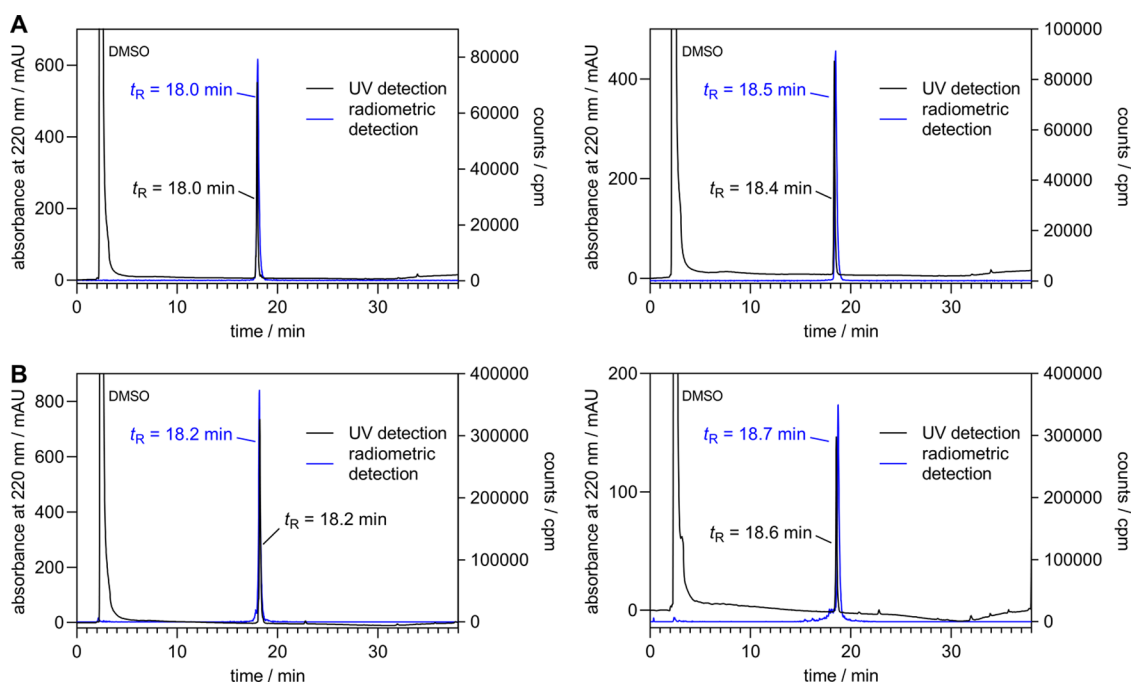 A
absorbance at 220 nm / mAU
600
400
200
0
DMSO
tR = 18.0 min
tR = 18.0 min
UV detection
radiometric
detection
80000
60000
40000
20000
0
counts / cpm
0 10 20 30
time / min
absorbance at 220 nm / mAU
400
200
0
DMSO
tR = 18.5 min
tR = 18.4 min
UV detection
radiometric
detection
100000
80000
60000
40000
20000
0
counts / cpm
0 10 20 30
time / min
B
absorbance at 220 nm / mAU
800
600
400
200
0
DMSO
tR = 18.2 min
tR = 18.2 min
UV detection
radiometric
detection
400000
300000
200000
100000
0
counts / cpm
0 10 20 30
time / min
absorbance at 220 nm / mAU
200
100
0
DMSO
tR = 18.7 min
tR = 18.6 min
UV detection
radiometric
detection
400000
300000
200000
100000
0
counts / cpm
0 10 20 30
time / min